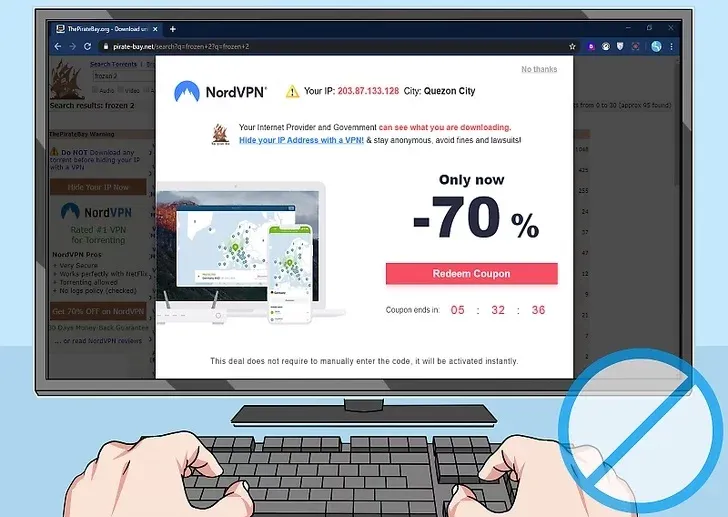 ThePirateBay.org - Download un
pirate-bay.net/search?q=frozen+2?q=frozen+2
Search Torrents
frozen 2
Audio
Search results: frozen 2
ThePirateBay Warning
Do NOT Download any
torrent before hiding your IP
with a VPN
Hide Your IP Now
NordVPN
Rated #1 VPN
for Torrenting
NordVPN Pros
+ Very Secure
+ Works perfectly with Netflix
+ Torrenting allowed
+ No logs policy (checked)
Get 70% OFF on NordVPN
Days Money Back Guarantee
... or read NordVPN reviews
No thanks
NordVPN®
Your IP: 203.87.133.128 City: Quezon City
Your Internet Provider and Government can see what you are downloading.
Hide your IP Address with a VPN! & stay anonymous, avoid fines and lawsuits!
Only now
-70 %
Redeem Coupon
Coupon ends in: 05 : 32 : 36
This deal does not require to manually enter the code, it will be activated instantly.
from 0 to 30 (approx 95 found)